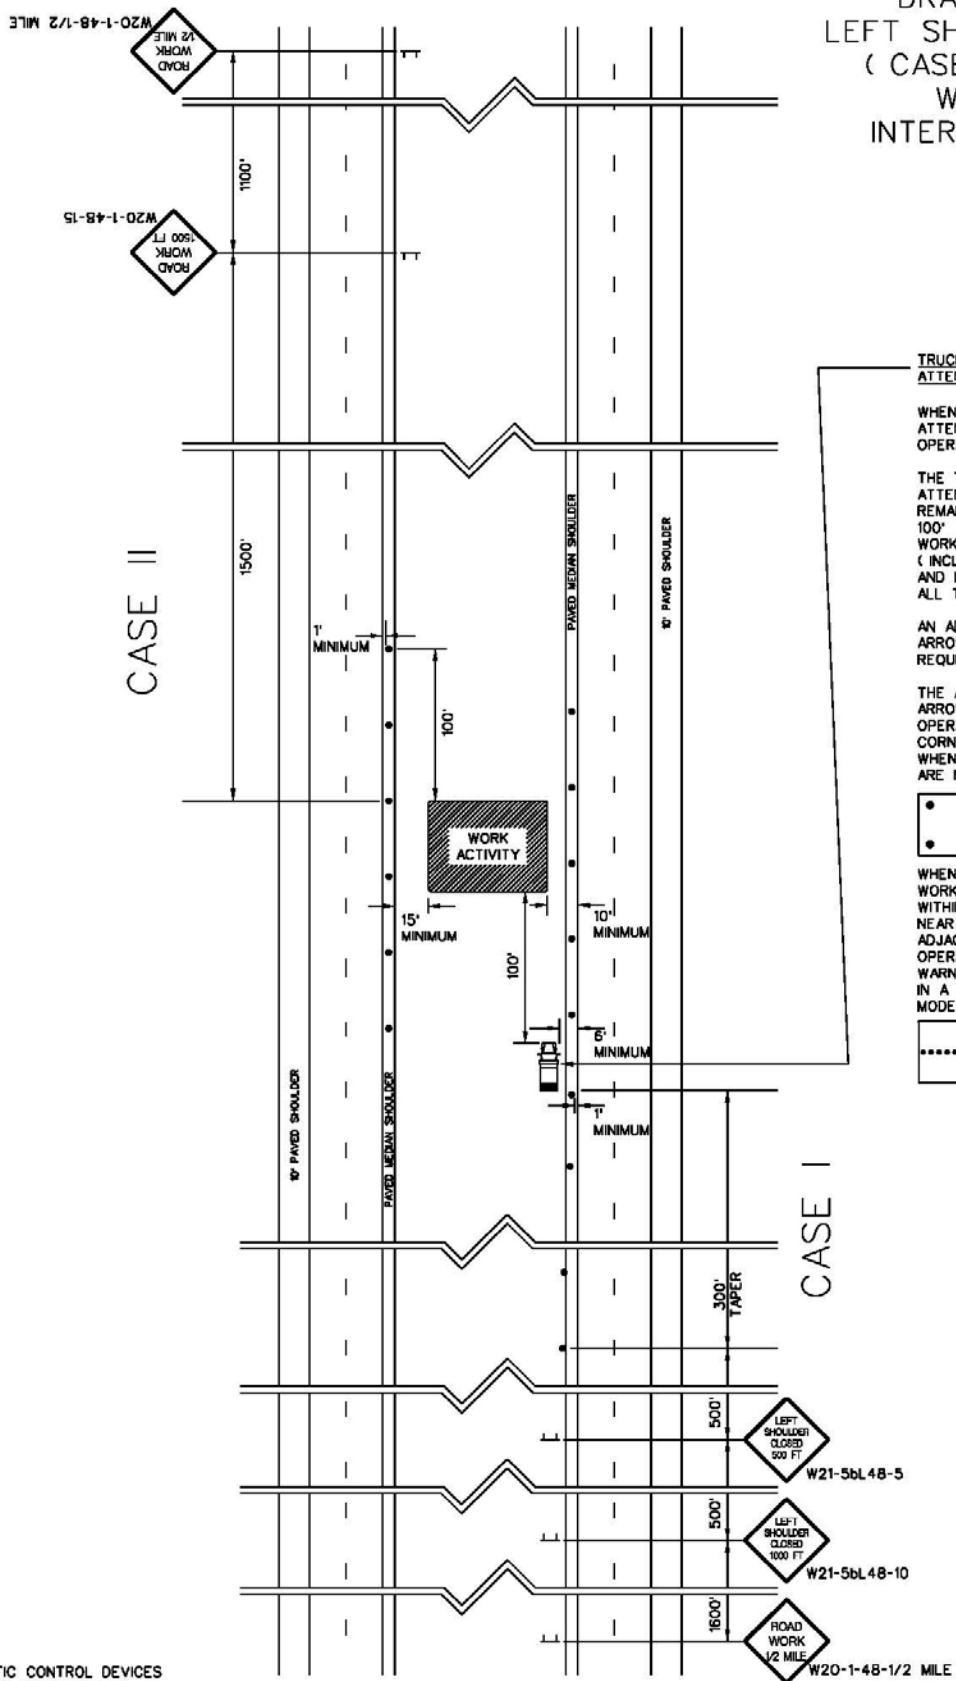 LEFT SH
( CASE
W
INTER
W20-1-48-1/2 MILE
ROAD
WORK
1/2 MILE
1100'
W20-1-48-15
ROAD
WORK
1500 FT
CASE II
1500'
1'
MINIMUM
100'
PAVED MEDIAN SHOULDER
10' PAVED SHOULDER
WORK
ACTIVITY
15'
MINIMUM
10'
MINIMUM
100'
6'
MINIMUM
1'
MINIMUM
10' PAVED SHOULDER
PAVED MEDIAN SHOULDER
CASE I
300'
TAPER
500'
LEFT
SHOULDER
CLOSED
500 FT
W21-5bL48-5
500'
LEFT
SHOULDER
CLOSED
1000 FT
W21-5bL48-10
1600'
ROAD
WORK
1/2 MILE
W20-1-48-1/2 MILE
TRUC
ATTE
WHEN
ATTE
OPER
THE
ATTE
REMA
100'
WORK
( INCL
AND
ALL T
AN A
ARRO
REQU
THE
ARRO
OPER
CORN
WHEN
ARE
WHEN
WORK
WITHI
NEAR
ADJAC
OPER
WARN
IN A
MODE
TIC CONTROL DEVICES